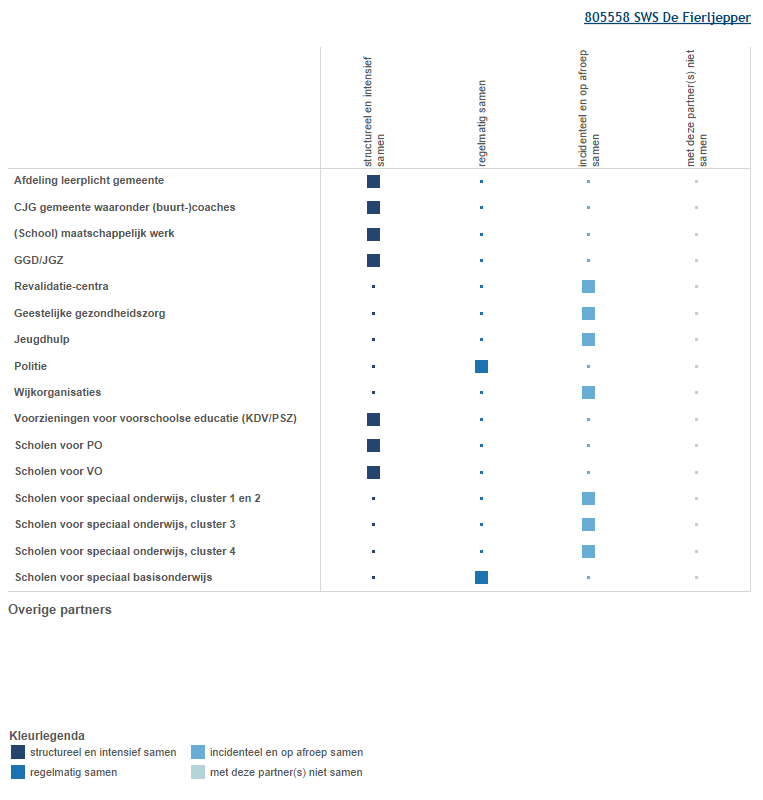 805558 SWS De Fierljepper
structureel en intensief
samen
regelmatig samen
incidenteel en op afroep
samen
met deze partner(s) niet
samen
Afdeling leerplicht gemeente
CJG gemeente waaronder (buurt-)coaches
(School) maatschappelijk werk
GGD/JGZ
Revalidatie-centra
Geestelijke gezondheidszorg
Jeugdhulp
Politie
Wijkorganisaties
Voorzieningen voor voorschoolse educatie (KDV/PSZ)
Scholen voor PO
Scholen voor VO
Scholen voor speciaal onderwijs, cluster 1 en 2
Scholen voor speciaal onderwijs, cluster 3
Scholen voor speciaal onderwijs, cluster 4
Scholen voor speciaal basisonderwijs
Overige partners
Kleurlegenda
structureel en intensief samen
incidenteel en op afroep samen
regelmatig samen
met deze partner(s) niet samen